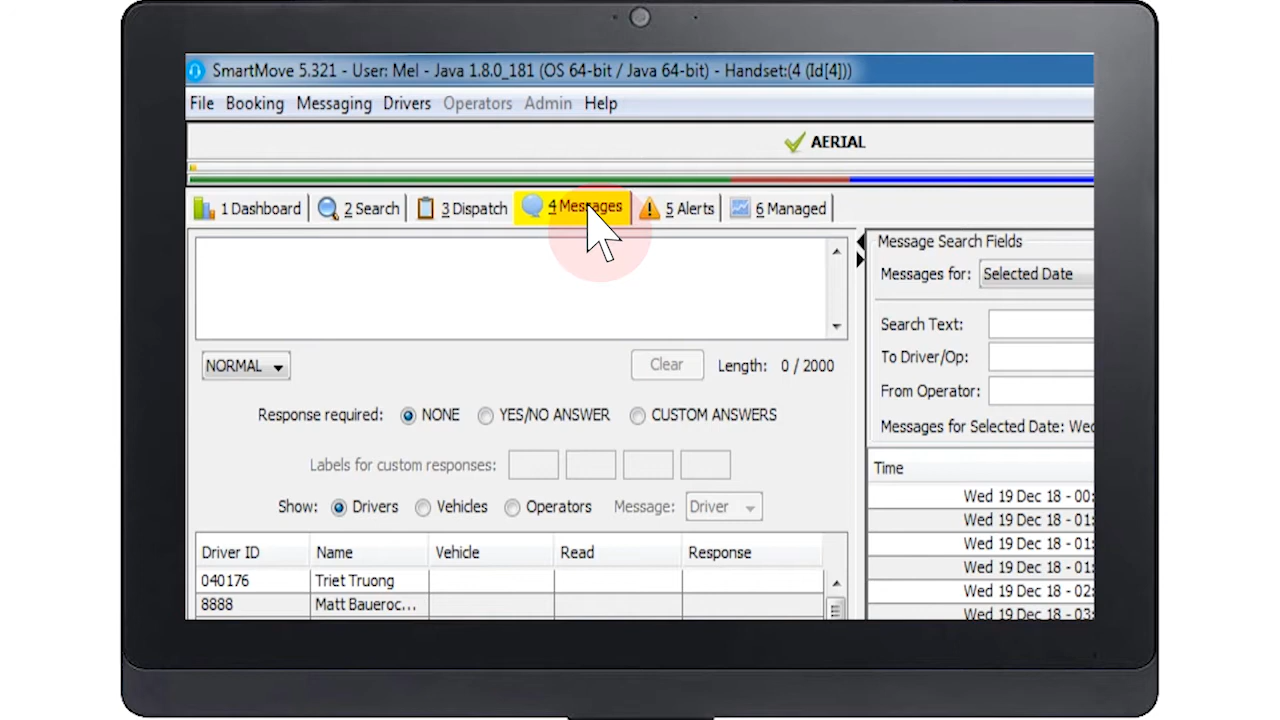 SmartMove 5.321 - User: Mel - Java 1.8.0_181 (OS 64-bit / Java 64-bit) - Handset:(4 (Id[4]))
File Booking Messaging Drivers Operators Admin Help
AERIAL
1 Dashboard 2 Search 3 Dispatch 4 Messages 5 Alerts 6 Managed
NORMAL Clear Length: 0 / 2000
Response required: NONE YES/NO ANSWER CUSTOM ANSWERS
Labels for custom responses:
Show: Drivers Vehicles Operators Message: Driver
Driver ID Name Vehicle Read Response
040176 Triet Truong
8888 Matt Baueroc...
Message Search Fields
Messages for: Selected Date
Search Text:
To Driver/Op:
From Operator:
Messages for Selected Date: Wed
Time
Wed 19 Dec 18 - 00:
Wed 19 Dec 18 - 01:
Wed 19 Dec 18 - 01:
Wed 19 Dec 18 - 01:
Wed 19 Dec 18 - 02:
Wed 19 Dec 18 - 03: